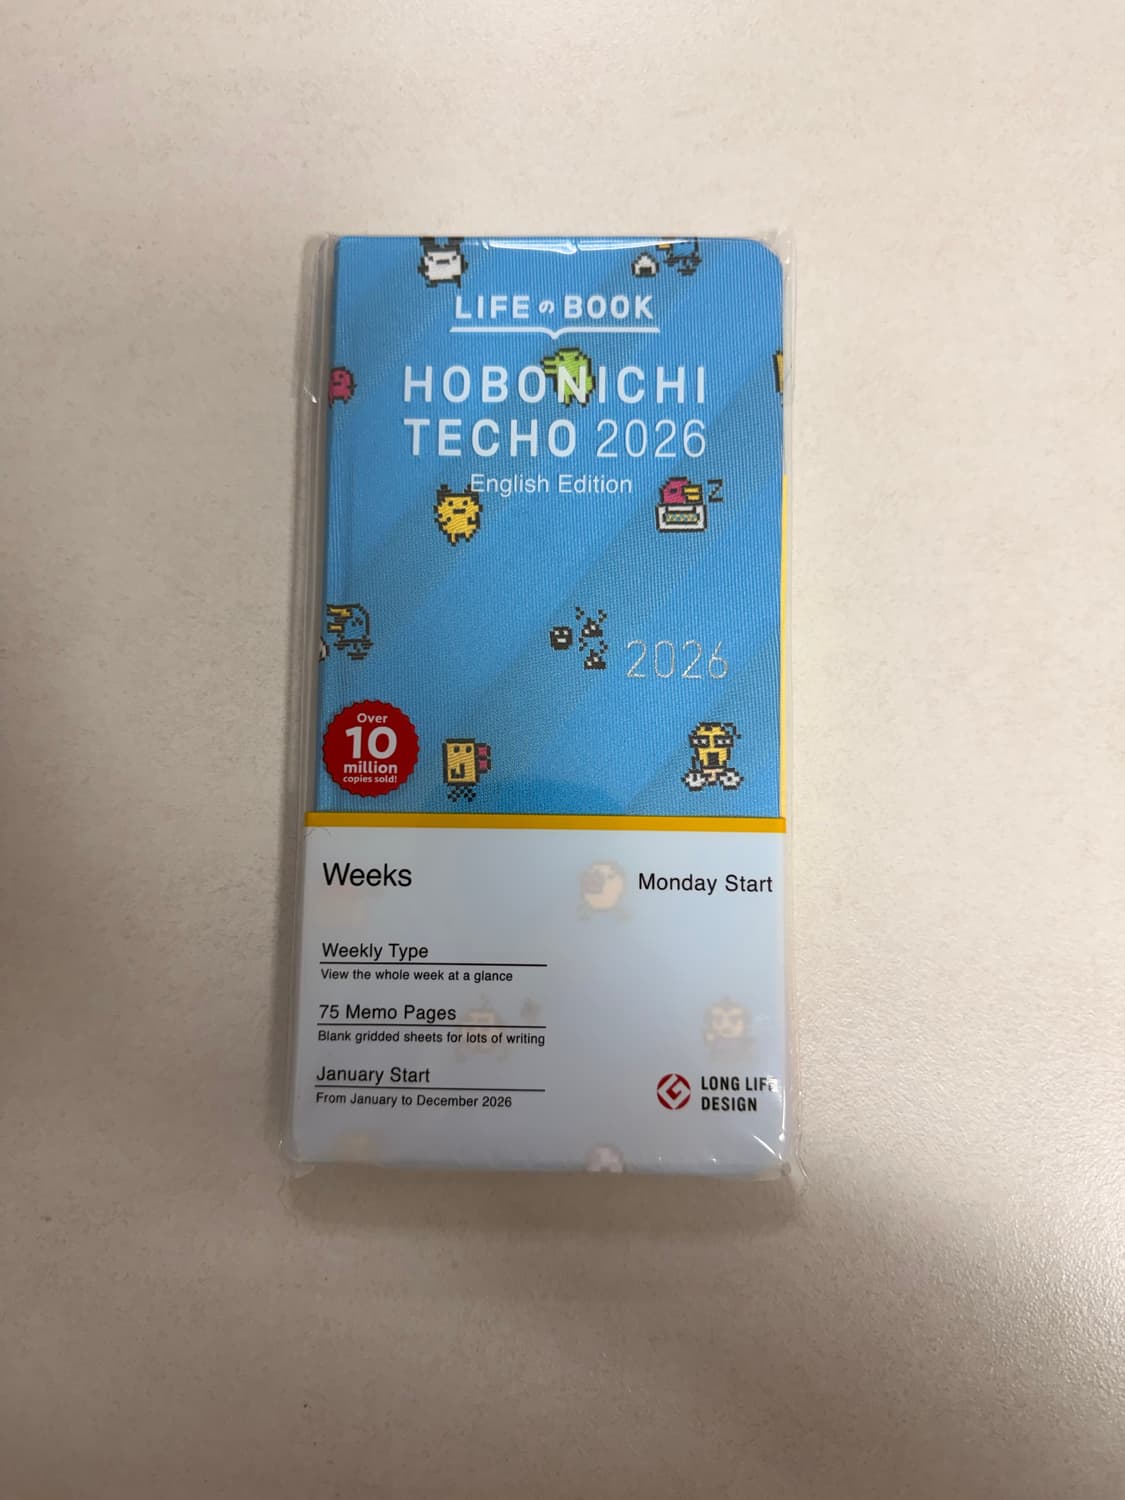 LIFEのBOOK
HOBONICHI
TECHO 2026
English Edition
Z
2026
Over
10
million
copies sold!
Weeks
Monday Start
Weekly Type
View the whole week at a glance
75 Memo Pages
Blank gridded sheets for lots of writing
January Start
From January to December 2026
LONG LIFE
DESIGN